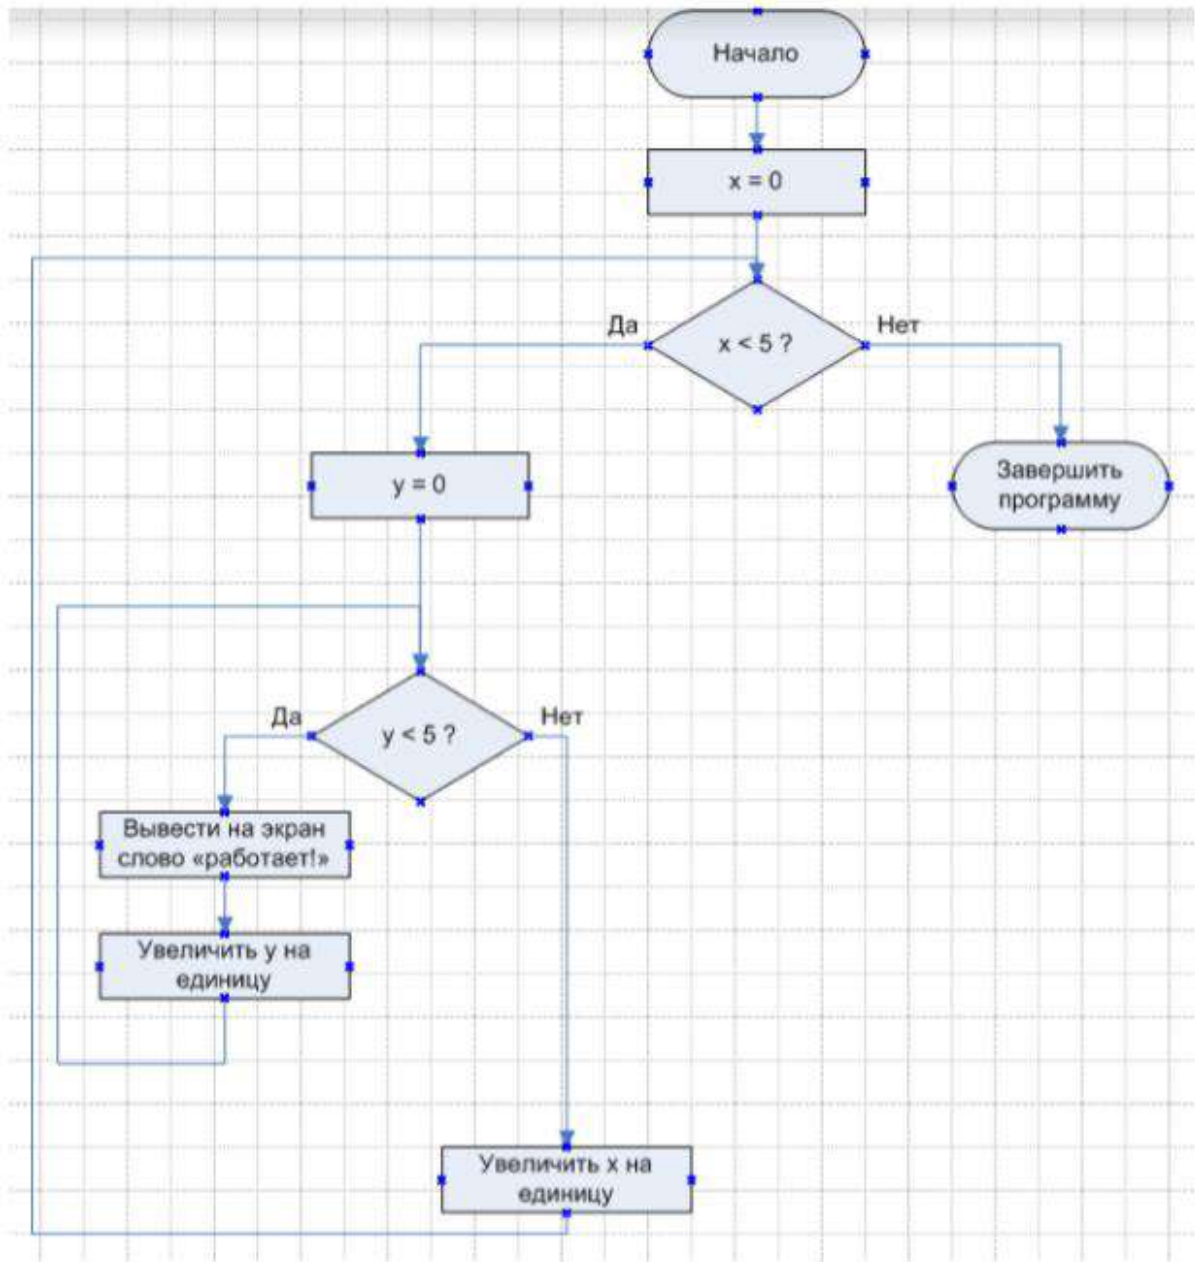 Начало
x = 0
Да
x < 5 ?
Нет
y = 0
Завершить
программу
Да
y < 5 ?
Нет
Вывести на экран
слово «работает!»
Увеличить y на
единицу
Увеличить x на
единицу